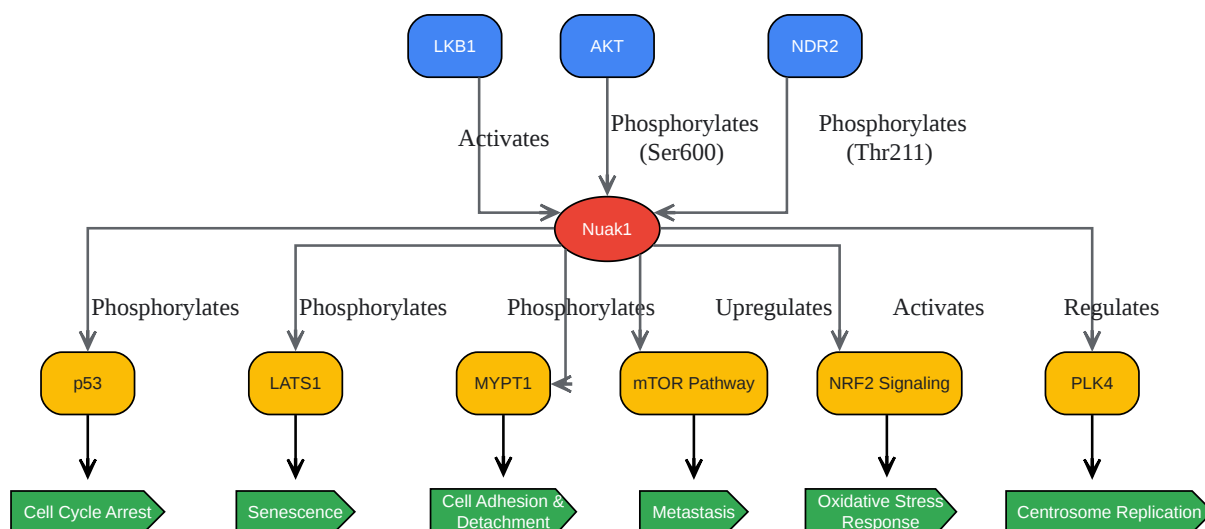 LKB1
AKT
NDR2
Activates
Phosphorylates
(Ser600)
Phosphorylates
(Thr211)
Nuak1
Phosphorylates
Phosphorylates
Phosphorylates
Upregulates
Activates
Regulates
p53
LATS1
MYPT1
mTOR Pathway
NRF2 Signaling
PLK4
Cell Cycle Arrest
Senescence
Cell Adhesion &
Detachment
Metastasis
Oxidative Stress
Response
Centrosome Replication